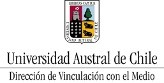 Universidad Austral de Chile
Dirección de Vinculación con el Medio